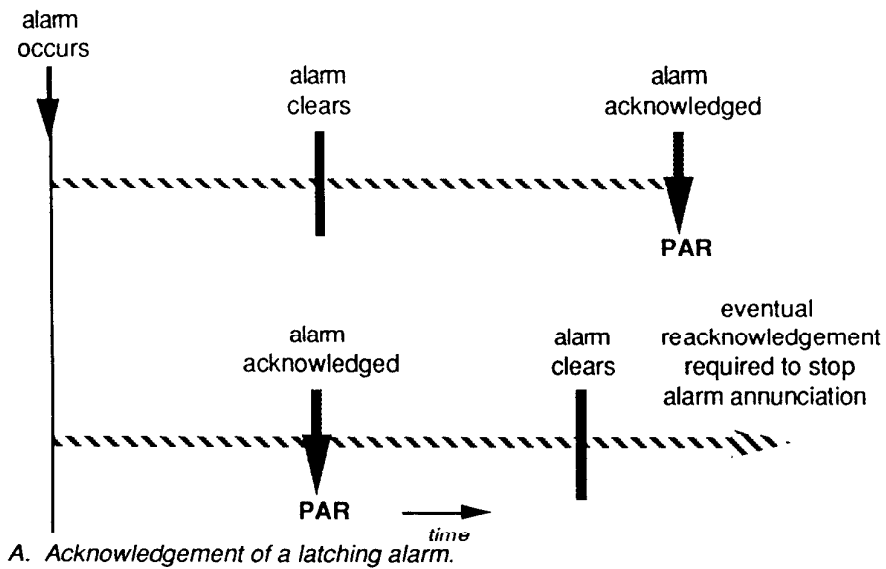 alarm
occurs
alarm
clears
alarm
acknowledged
PAR
alarm
acknowledged
alarm
clears
eventual
reacknowledgement
required to stop
alarm annunciation
PAR
time
A. Acknowledgement of a latching alarm.